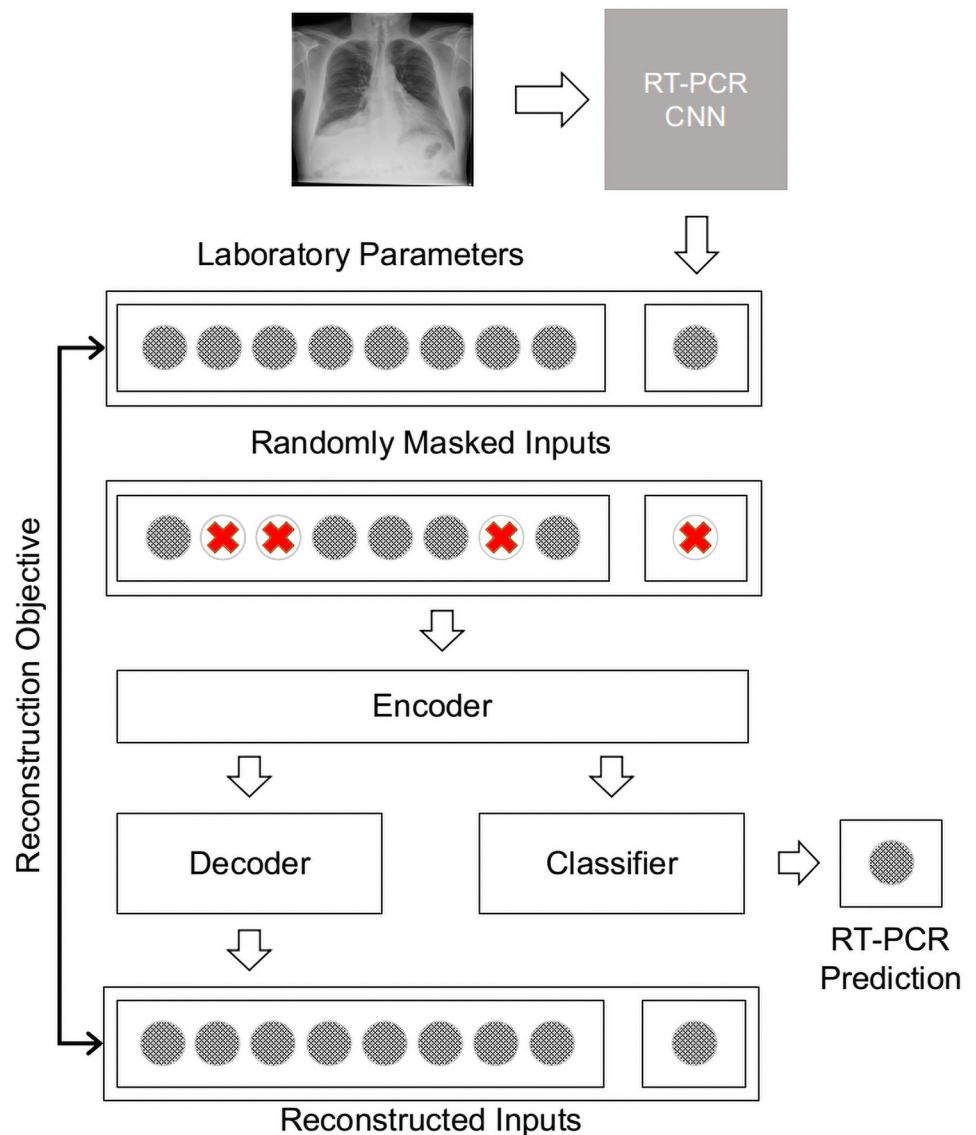 RT-PCR
CNN
Laboratory Parameters
Randomly Masked Inputs
Reconstruction Objective
Encoder
Decoder
Classifier
RT-PCR
Prediction
Reconstructed Inputs